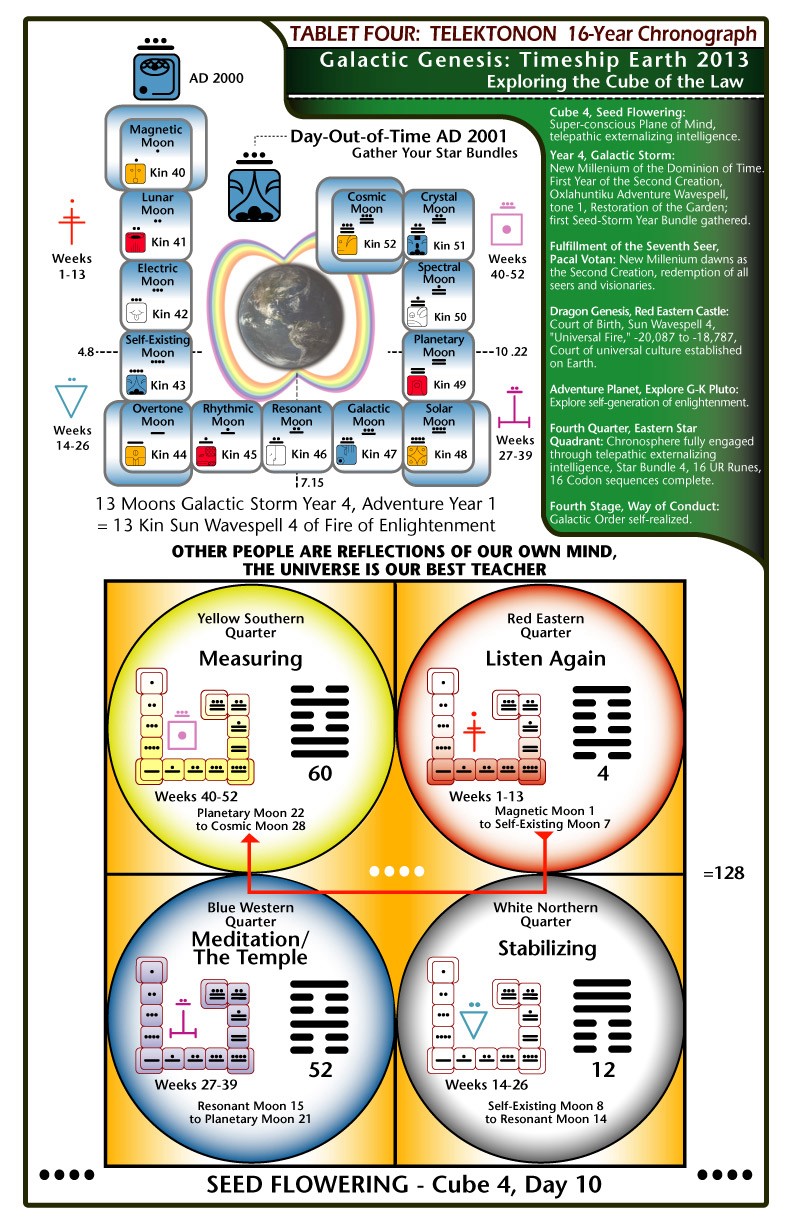 TABLET FOUR: TELEKTONON 16-Year Chronograph
Galactic Genesis: Timeship Earth 2013
Exploring the Cube of the Law
AD 2000
Day-Out-of-Time AD 2001
Gather Your Star Bundles
Magnetic
Moon
Kin 40
Lunar
Moon
Kin 41
Electric
Moon
Kin 42
Self-Existing
Moon
Kin 43
Overtone
Moon
Kin 44
Rhythmic
Moon
Kin 45
Resonant
Moon
Kin 46
Galactic
Moon
Kin 47
Solar
Moon
Kin 48
Planetary
Moon
Kin 49
Spectral
Moon
Kin 50
Crystal
Moon
Kin 51
Cosmic
Moon
Kin 52
Weeks
1-13
4.8
Weeks
14-26
7.15
Weeks
27-39
10 .22
Weeks
40-52
13 Moons Galactic Storm Year 4, Adventure Year 1
= 13 Kin Sun Wavespell 4 of Fire of Enlightenment
Cube 4, Seed Flowering:
Super-conscious Plane of Mind,
telepathic externalizing intelligence.
Year 4, Galactic Storm:
New Millenium of the Dominion of Time.
First Year of the Second Creation,
Oxlahuntiku Adventure Wavespell,
tone 1, Restoration of the Garden;
first Seed-Storm Year Bundle gathered.
Fulfillment of the Seventh Seer,
Pacal Votan: New Millenium dawns as
the Second Creation, redemption of all
seers and visionaries.
Dragon Genesis, Red Eastern Castle:
Court of Birth, Sun Wavespell 4,
"Universal Fire," -20,087 to -18,787,
Court of universal culture established
on Earth.
Adventure Planet, Explore G-K Pluto:
Explore self-generation of enlightenment.
Fourth Quarter, Eastern Star
Quadrant: Chronosphere fully engaged
through telepathic externalizing
intelligence, Star Bundle 4, 16 UR Runes,
16 Codon sequences complete.
Fourth Stage, Way of Conduct:
Galactic Order self-realized.
OTHER PEOPLE ARE REFLECTIONS OF OUR OWN MIND,
THE UNIVERSE IS OUR BEST TEACHER
Yellow Southern
Quarter
Measuring
60
Weeks 40-52
Planetary Moon 22
to Cosmic Moon 28
Red Eastern
Quarter
Listen Again
4
Weeks 1-13
Magnetic Moon 1
to Self-Existing Moon 7
=128
Blue Western
Quarter
Meditation/
The Temple
52
Weeks 27-39
Resonant Moon 15
to Planetary Moon 21
White Northern
Quarter
Stabilizing
12
Weeks 14-26
Self-Existing Moon 8
to Resonant Moon 14
SEED FLOWERING - Cube 4, Day 10